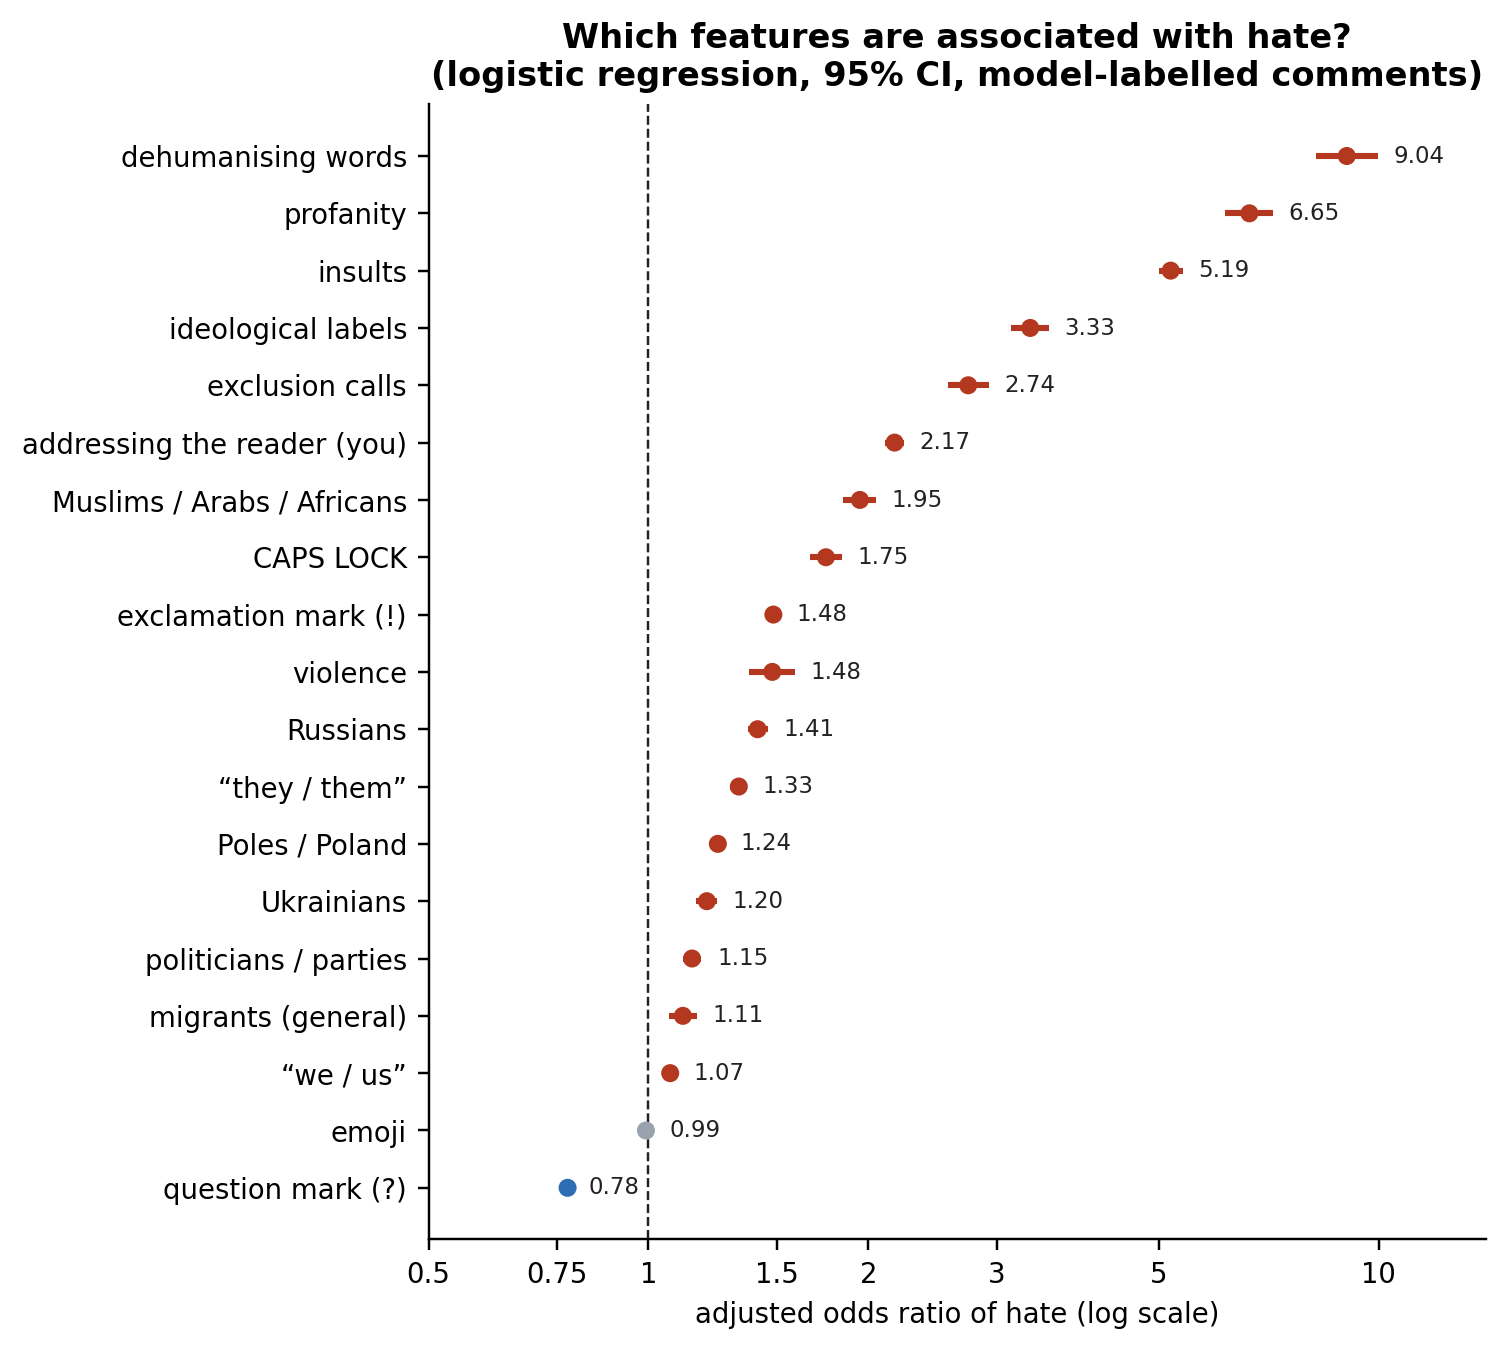 Which features are associated with hate?
(logistic regression, 95% CI, model-labelled comments)
dehumanising words 9.04
profanity 6.65
insults 5.19
ideological labels 3.33
exclusion calls 2.74
addressing the reader (you) 2.17
Muslims / Arabs / Africans 1.95
CAPS LOCK 1.75
exclamation mark (!) 1.48
violence 1.48
Russians 1.41
“they / them” 1.33
Poles / Poland 1.24
Ukrainians 1.20
politicians / parties 1.15
migrants (general) 1.11
“we / us” 1.07
emoji 0.99
question mark (?) 0.78
0.5 0.75 1 1.5 2 3 5 10
adjusted odds ratio of hate (log scale)